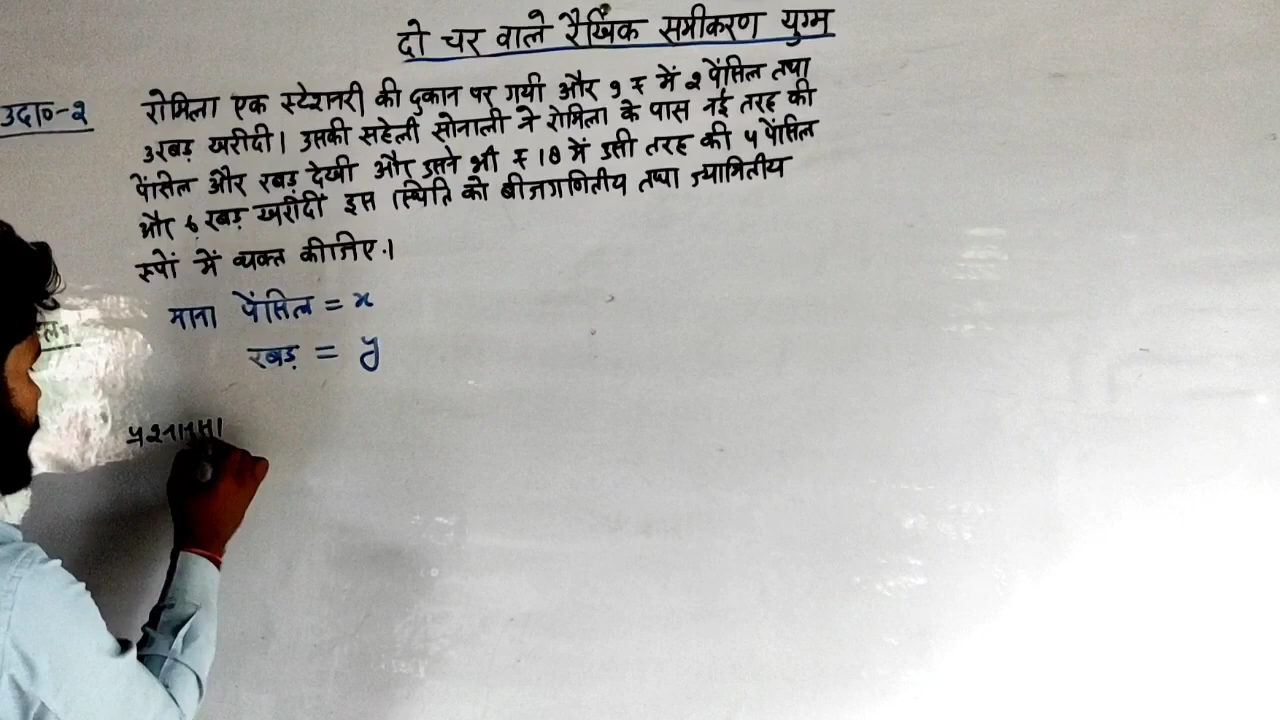 दो चर वाले रैखिक समीकरण युग्म
उदा०-२ रोमिला एक स्टेशनरी की दुकान पर गयी और 9 ₹ में 2 पेंसिल तथा
3 रबड़ खरीदी। उसकी सहेली सोनाली ने रोमिला के पास नई तरह की
पेंसिल और रबड़ देखी और उसने भी ₹ 18 में उसी तरह की 4 पेंसिल
और 6 रबड़ खरीदी इस स्थिति को बीजगणितीय तथा ज्यामितीय
रूपों में व्यक्त कीजिए।
माना पेंसिल = x
रबड़ = y
प्रश्नानुसा